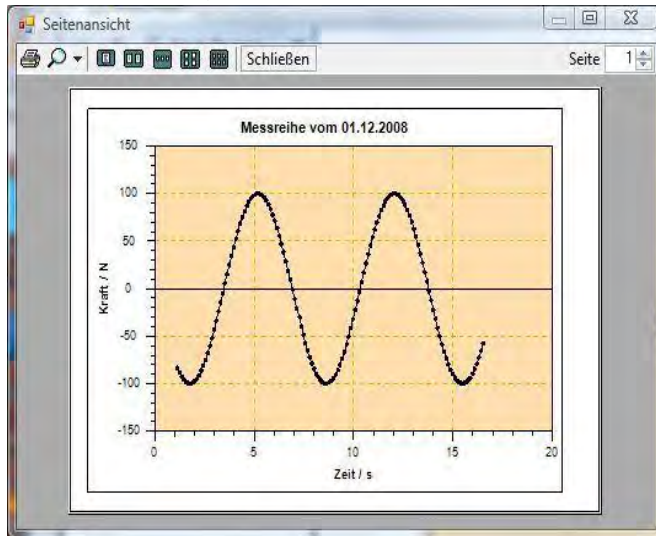 Seitenansicht
Schließen
Seite 1
Messreihe vom 01.12.2008
150
100
50
0
-50
-100
-150
Kraft / N
0 5 10 15 20
Zeit / s